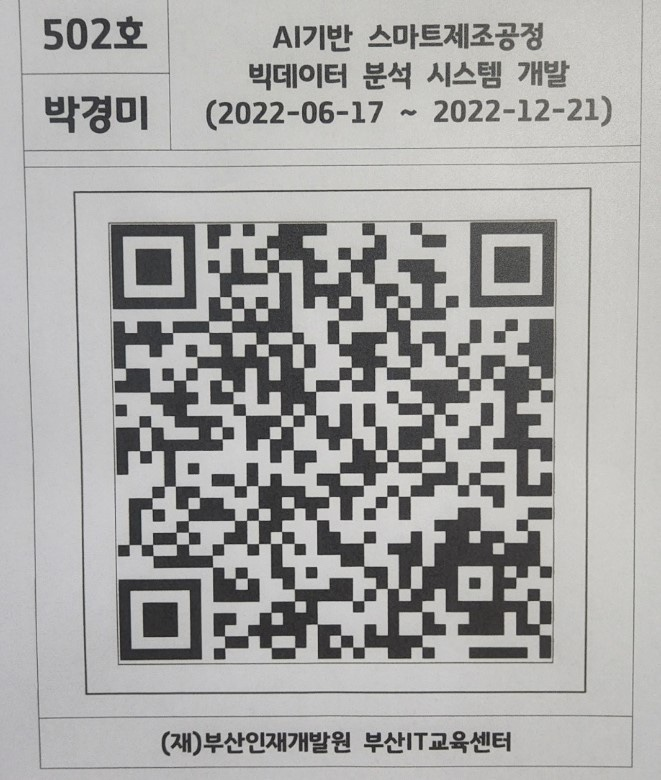 502호
박경미
AI기반 스마트제조공정
빅데이터 분석 시스템 개발
(2022-06-17 ~ 2022-12-21)
(재)부산인재개발원 부산IT교육센터